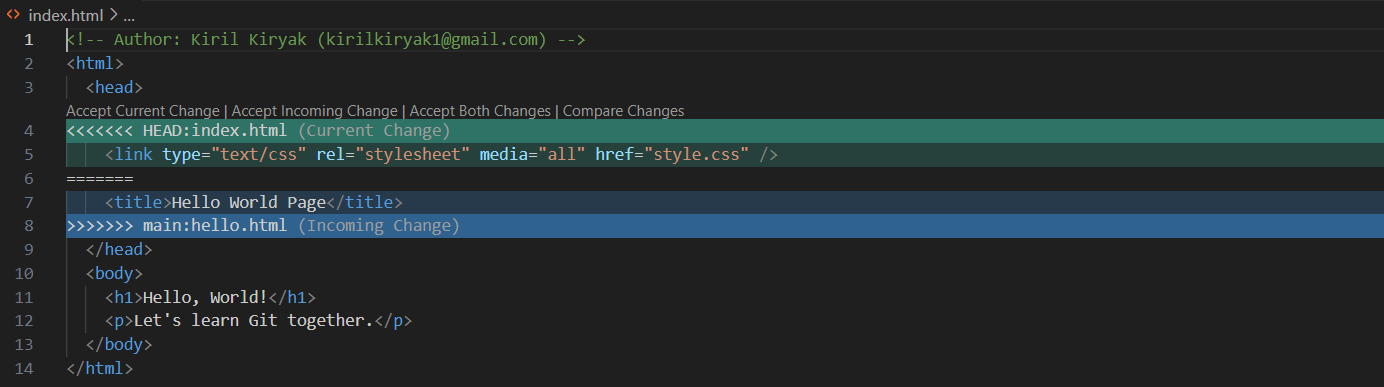 <> index.html > ...
1 <!-- Author: Kiril Kiryak (kirilkiryak1@gmail.com) -->
2 <html>
3   <head>
Accept Current Change | Accept Incoming Change | Accept Both Changes | Compare Changes
4 <<<<<<< HEAD:index.html (Current Change)
5     <link type="text/css" rel="stylesheet" media="all" href="style.css" />
6 =======
7     <title>Hello World Page</title>
8 >>>>>>> main:hello.html (Incoming Change)
9   </head>
10   <body>
11     <h1>Hello, World!</h1>
12     <p>Let's learn Git together.</p>
13   </body>
14 </html>